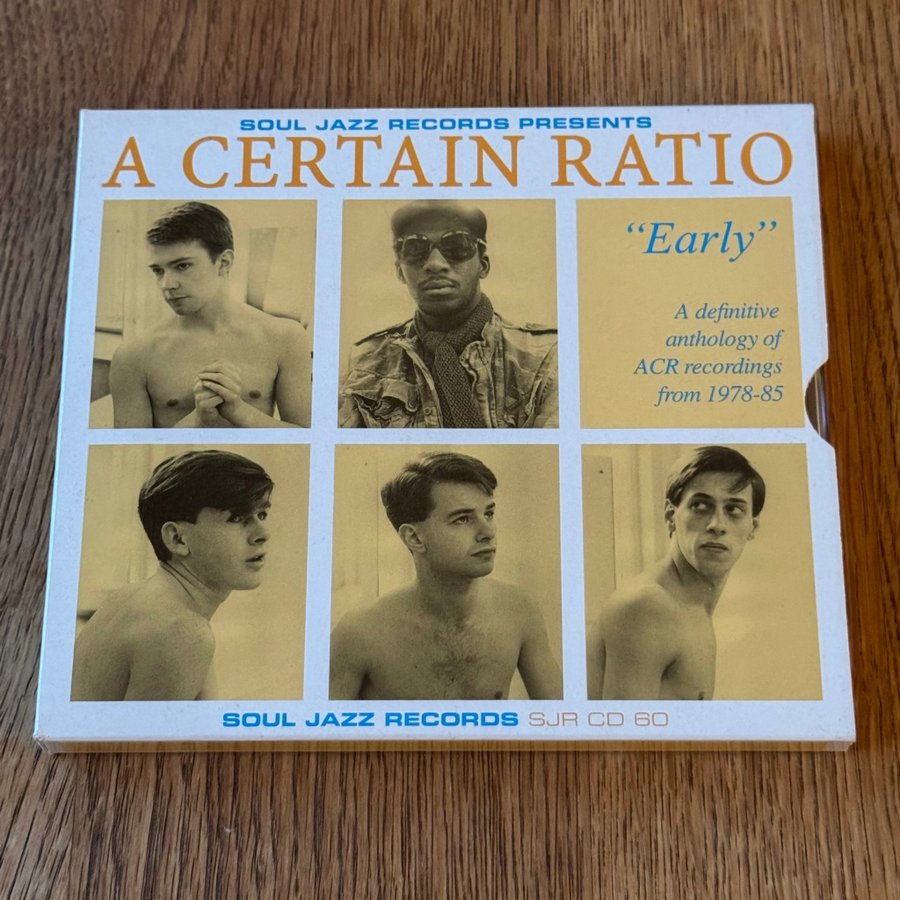 SOUL JAZZ RECORDS PRESENTS
A CERTAIN RATIO
“Early”
A definitive
anthology of
ACR recordings
from 1978-85
SOUL JAZZ RECORDS SJR CD 60